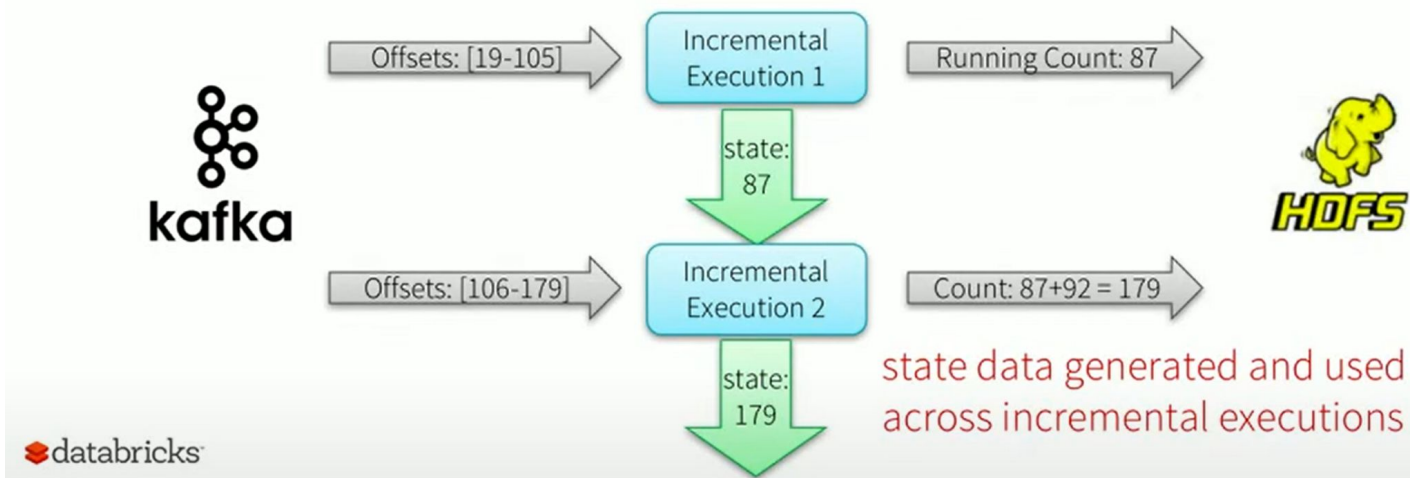 Offsets: [19-105]
Incremental
Execution 1
Running Count: 87
state:
87
kafka
HDFS
Offsets: [106-179]
Incremental
Execution 2
Count: 87+92 = 179
state:
179
state data generated and used
across incremental executions
databricks